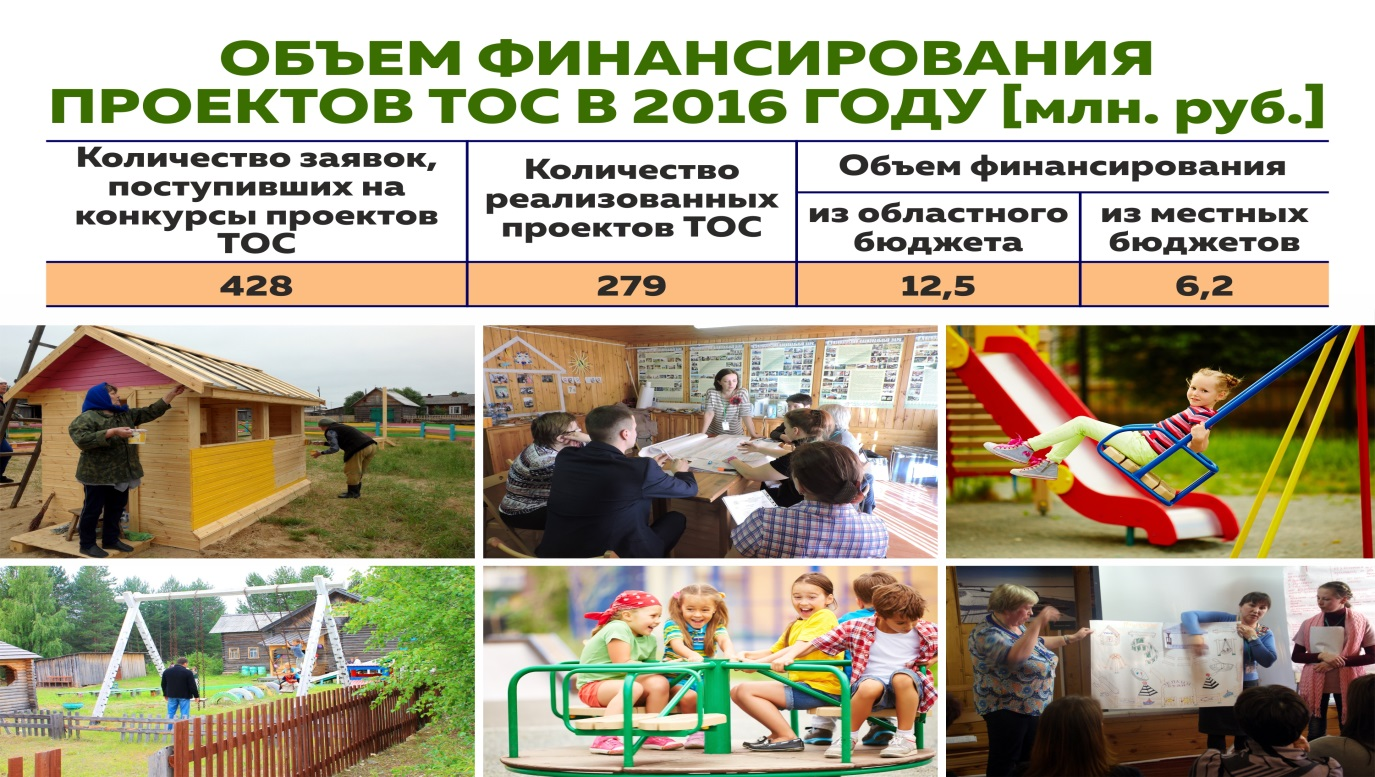 ОБЪЕМ ФИНАНСИРОВАНИЯ
ПРОЕКТОВ ТОС В 2016 ГОДУ [млн. руб.]
Количество заявок,
поступивших на
конкурсы проектов
ТОС
Количество
реализованных
проектов ТОС
Объем финансирования
из областного
бюджета
из местных
бюджетов
428
279
12,5
6,2